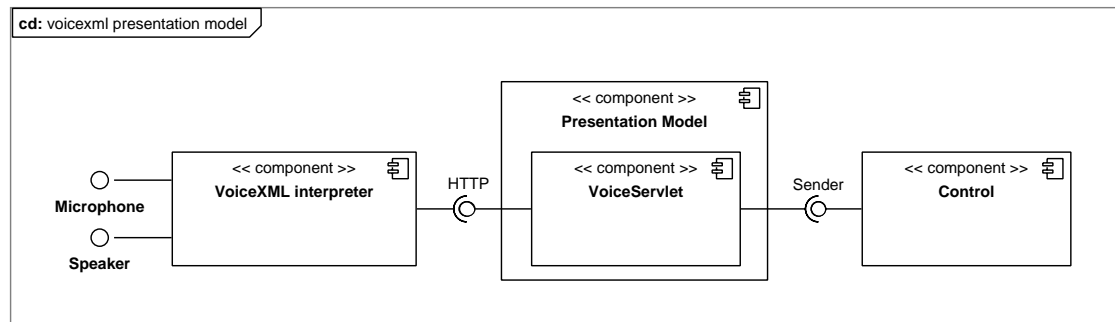 cd: voicexml presentation model
<< component >>
Presentation Model
<< component >>
VoiceXML interpreter
HTTP
<< component >>
VoiceServlet
Sender
<< component >>
Control
Microphone
Speaker